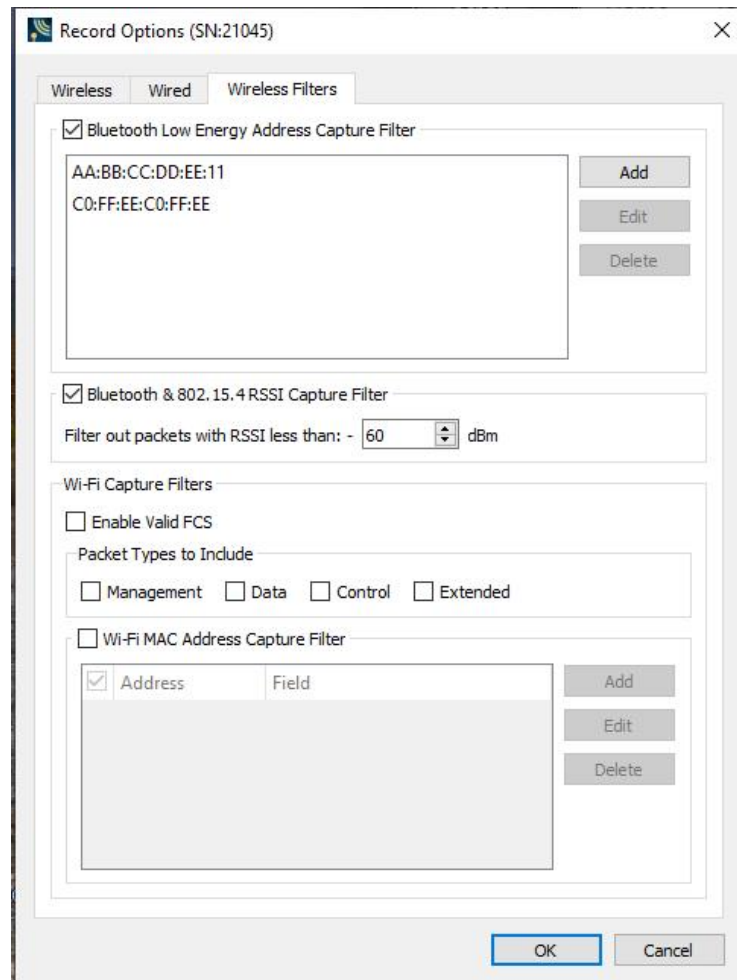 Record Options (SN:21045)
Wireless Wired Wireless Filters
Bluetooth Low Energy Address Capture Filter
AA:BB:CC:DD:EE:11
C0:FF:EE:C0:FF:EE
Add
Edit
Delete
Bluetooth & 802.15.4 RSSI Capture Filter
Filter out packets with RSSI less than: - 60 dBm
Wi-Fi Capture Filters
Enable Valid FCS
Packet Types to Include
Management Data Control Extended
Wi-Fi MAC Address Capture Filter
Address Field
Add
Edit
Delete
OK Cancel